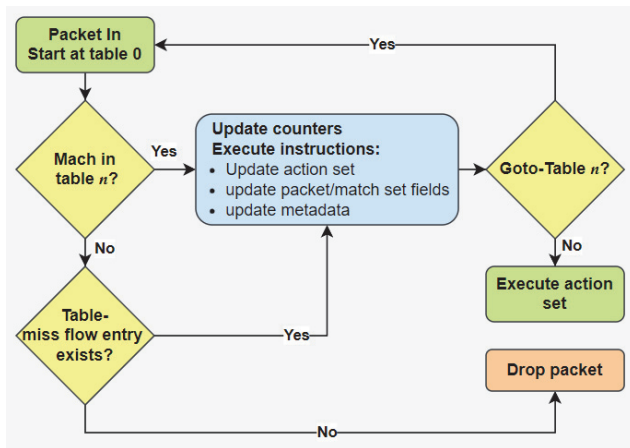 Packet In
Start at table 0
Yes
Mach in
table n?
Yes
Update counters
Execute instructions:
• Update action set
• update packet/match set fields
• update metadata
Goto-Table n?
No
No
Execute action
set
Table-
miss flow entry
exists?
Yes
Drop packet
No